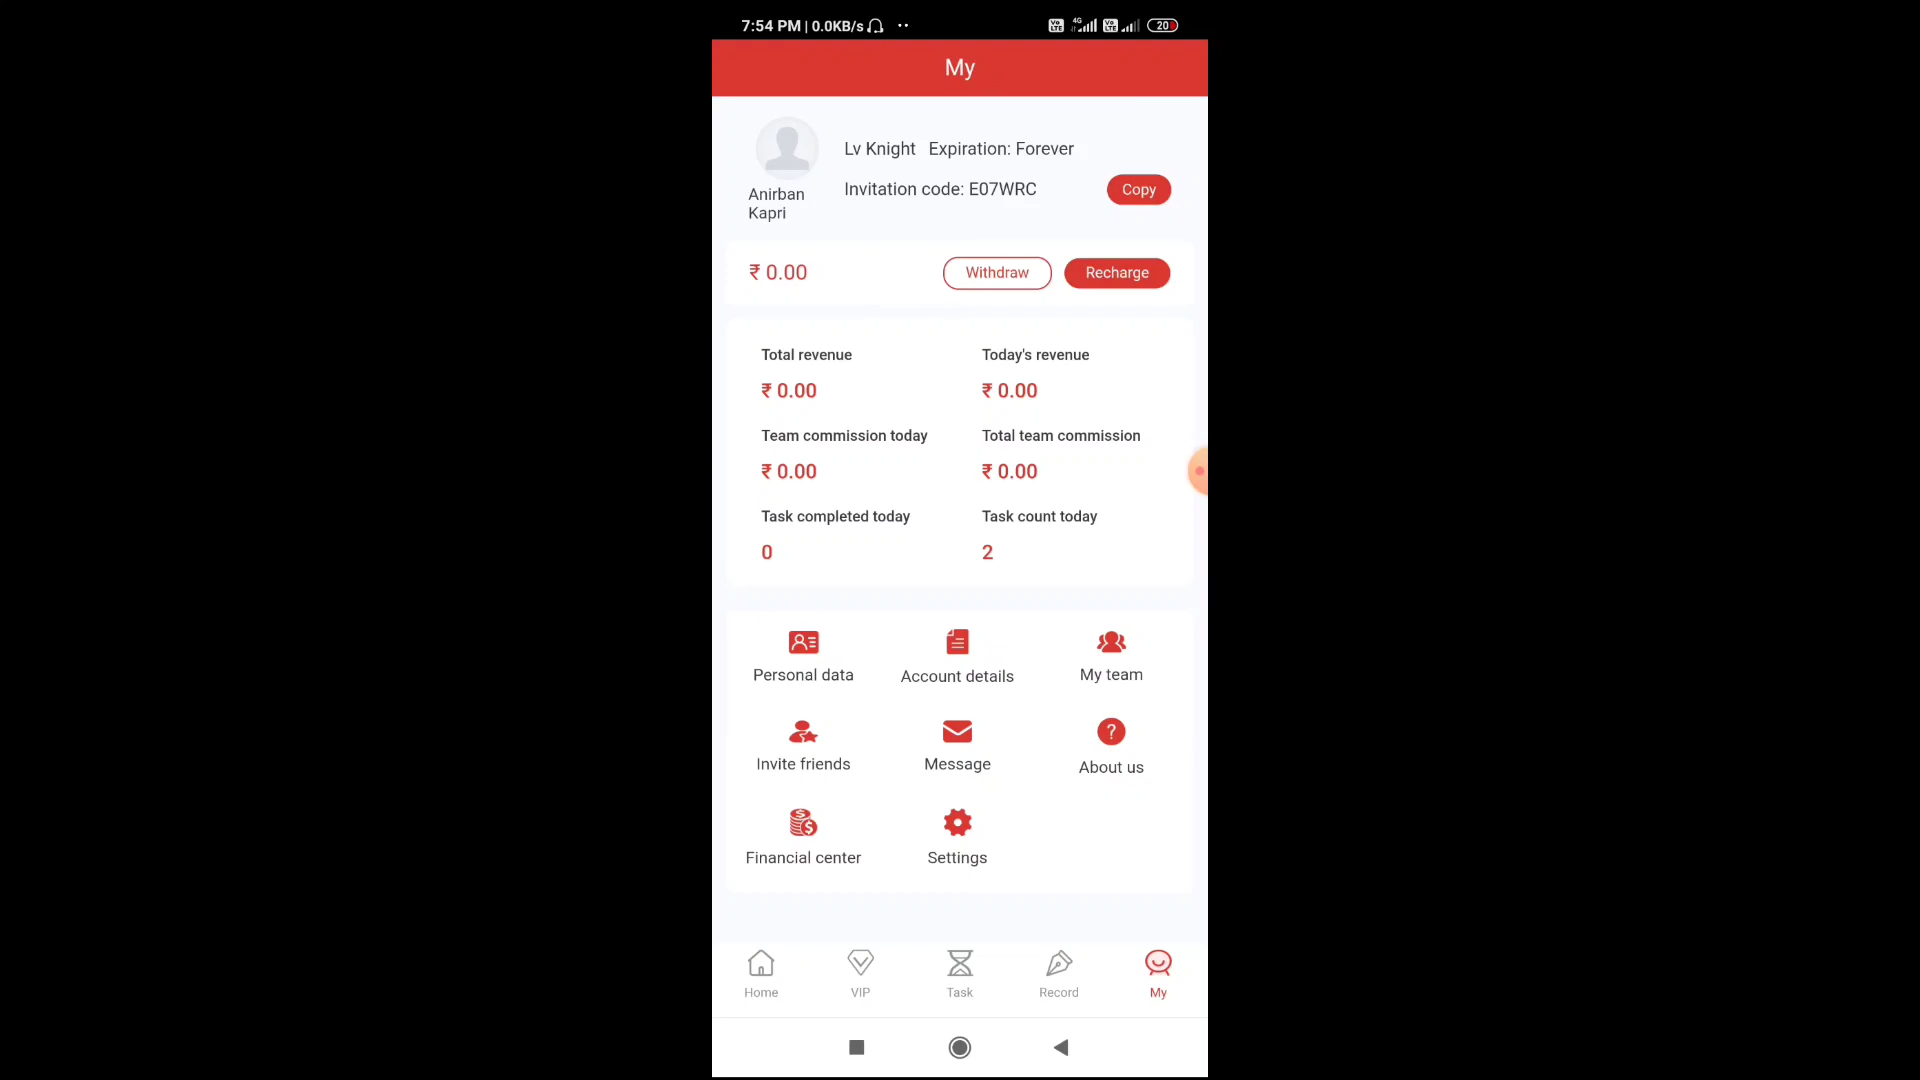 7:54 PM | 0.0KB/s
4G
20
My
Lv Knight Expiration: Forever
Anirban
Kapri
Invitation code: E07WRC
Copy
₹ 0.00
Withdraw
Recharge
Total revenue
Today's revenue
₹ 0.00
₹ 0.00
Team commission today
Total team commission
₹ 0.00
₹ 0.00
Task completed today
Task count today
0
2
Personal data
Account details
My team
Invite friends
Message
About us
Financial center
Settings
Home
VIP
Task
Record
My